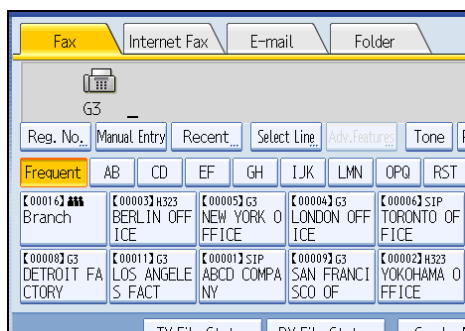 Fax Internet Fax E-mail Folder
G3 _
Reg. No. Manual Entry Recent Select Line Adv.Features Tone
Frequent AB CD EF GH IJK LMN OPQ RST
【00016】 【00003】H323 【00005】G3 【00004】G3 【00006】SIP
Branch BERLIN OFF NEW YORK O LONDON OFF TORONTO OF
ICE FFICE ICE FICE
【00008】G3 【00011】G3 【00001】SIP 【00009】G3 【00002】H323
DETROIT FA LOS ANGELE ABCD COMPA SAN FRANCI YOKOHAMA O
CTORY S FACT NY SCO OF FFICE